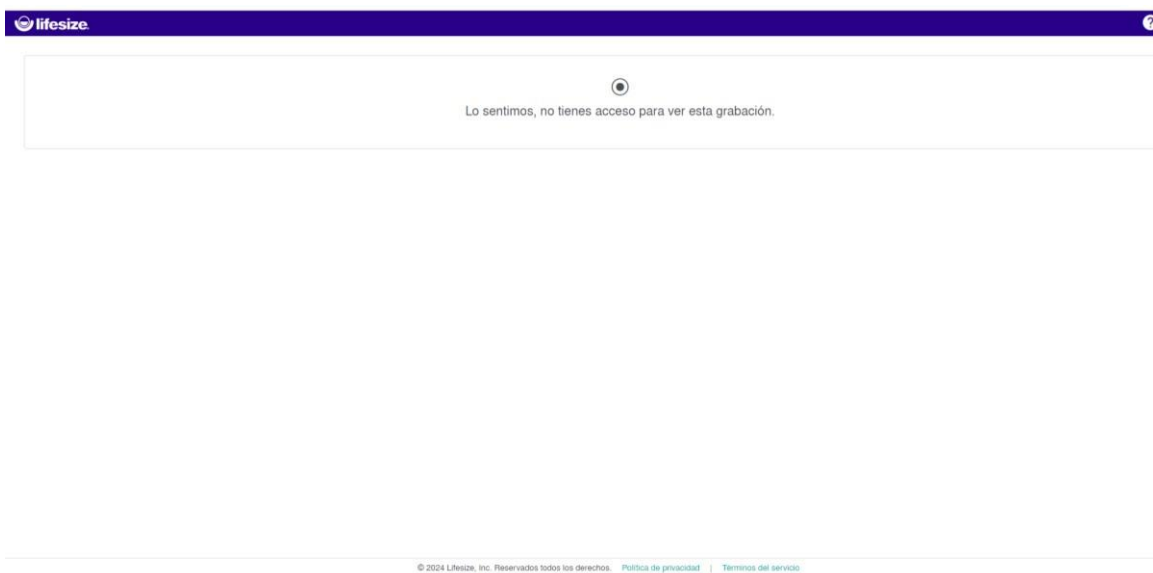 lifesize
?
Lo sentimos, no tienes acceso para ver esta grabación.
© 2024 Lifesize, Inc. Reservados todos los derechos. Política de privacidad | Términos del servicio